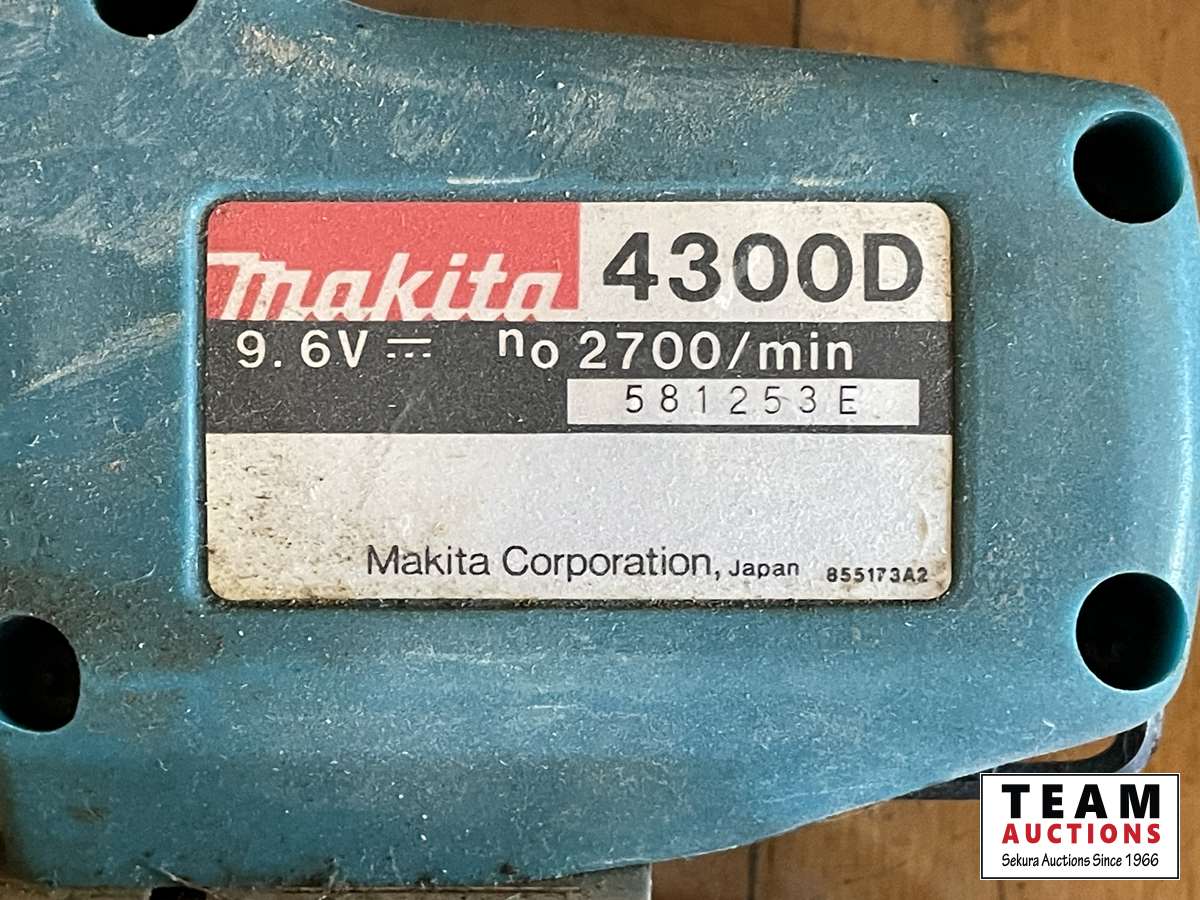 makita 4300D
9.6V ⎓ no 2700/min
581253E
Makita Corporation, Japan 855173A2
TEAM
AUCTIONS
Sekura Auctions Since 1966